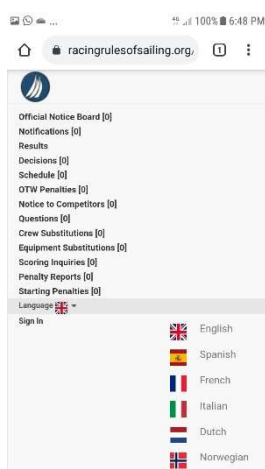 4G 100% 6:48 PM
racingrulesofsailing.org/ 1
Official Notice Board [0]
Notifications [0]
Results
Decisions [0]
Schedule [0]
OTW Penalties [0]
Notice to Competitors [0]
Questions [0]
Crew Substitutions [0]
Equipment Substitutions [0]
Scoring Inquiries [0]
Penalty Reports [0]
Starting Penalties [0]
Language
Sign In
English
Spanish
French
Italian
Dutch
Norwegian